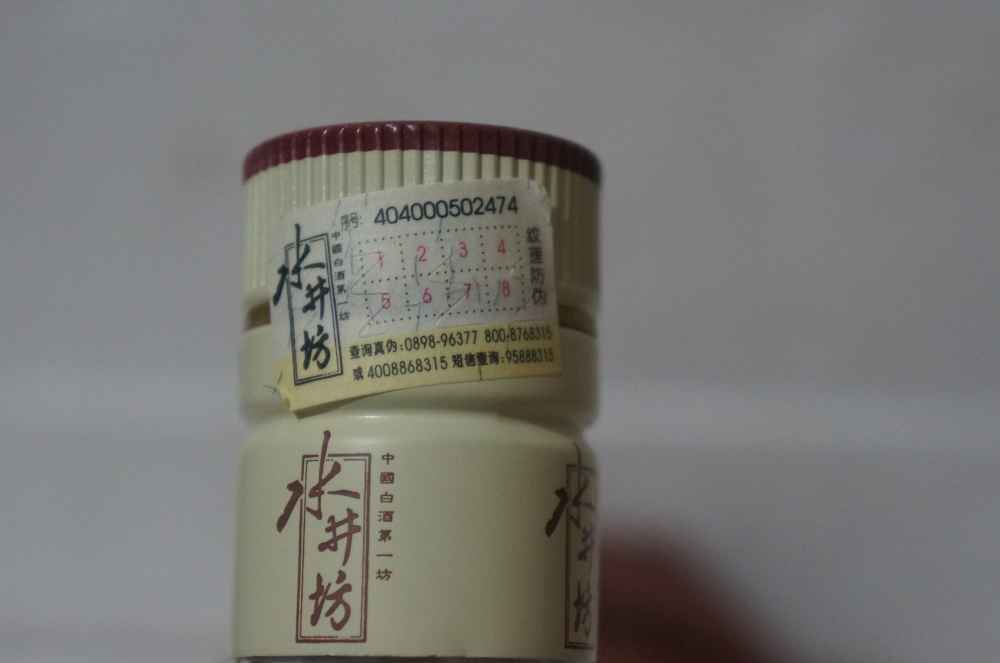 序号: 404000502474
水井坊
中國白酒第一坊
1 2 3 4
5 6 7 8
纹理防伪
查询真伪:0898-96377 800-8768315
或 4008868315 短信查询:95888315
水井坊
中國白酒第一坊
水井坊